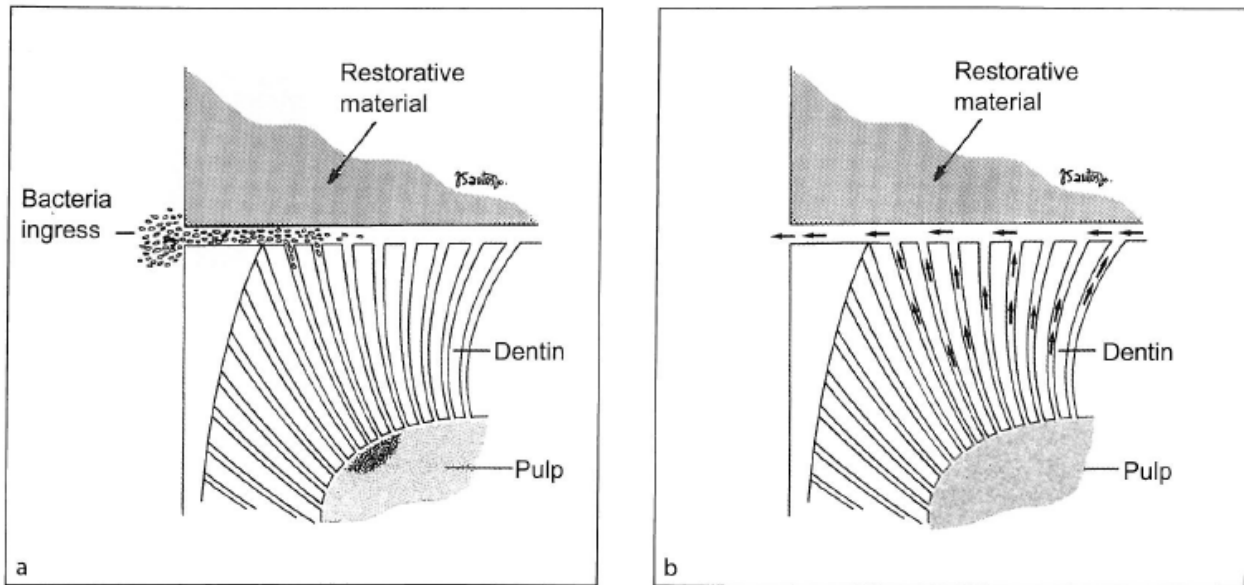 Restorative
material
Bacteria
ingress
Dentin
Pulp
a
Restorative
material
Dentin
Pulp
b